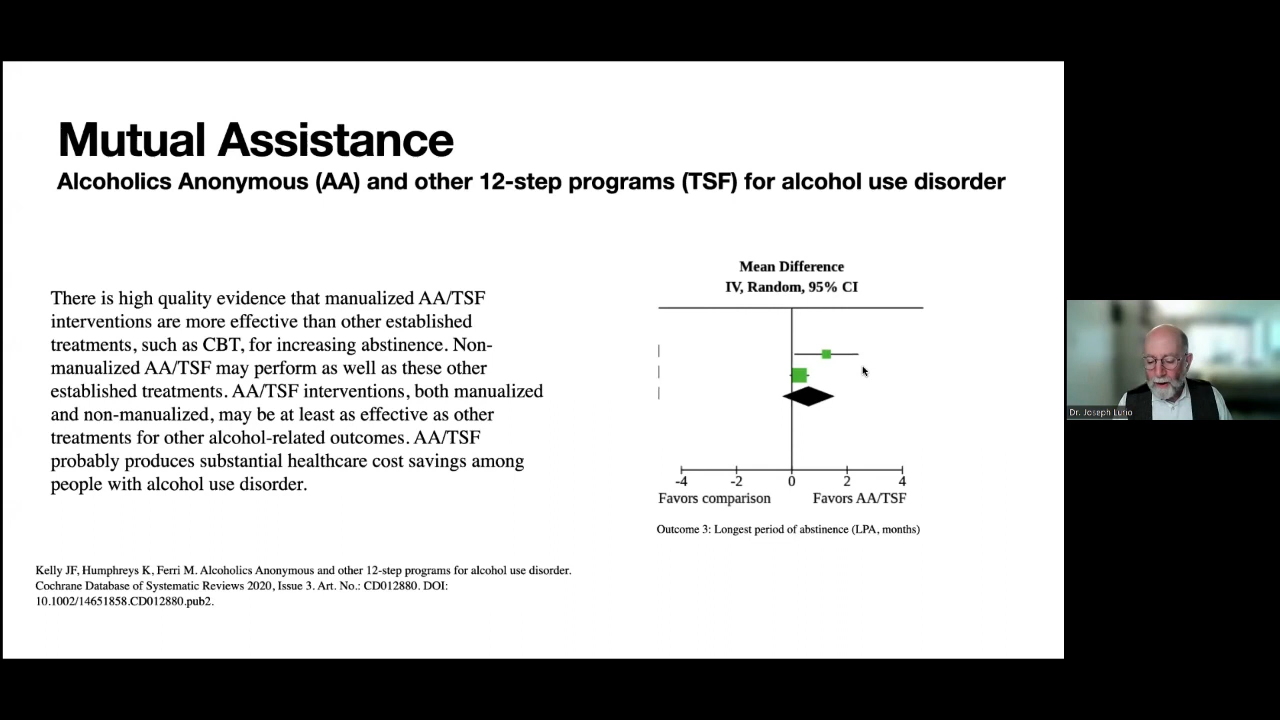 Mutual Assistance
Alcoholics Anonymous (AA) and other 12-step programs (TSF) for alcohol use disorder
There is high quality evidence that manualized AA/TSF
interventions are more effective than other established
treatments, such as CBT, for increasing abstinence. Non-
manualized AA/TSF may perform as well as these other
established treatments. AA/TSF interventions, both manualized
and non-manualized, may be at least as effective as other
treatments for other alcohol-related outcomes. AA/TSF
probably produces substantial healthcare cost savings among
people with alcohol use disorder.
Mean Difference
IV, Random, 95% CI
-4 -2 0 2 4
Favors comparison Favors AA/TSF
Outcome 3: Longest period of abstinence (LPA, months)
Kelly JF, Humphreys K, Ferri M. Alcoholics Anonymous and other 12-step programs for alcohol use disorder.
Cochrane Database of Systematic Reviews 2020, Issue 3. Art. No.: CD012880. DOI:
10.1002/14651858.CD012880.pub2.
Dr. Joseph Lurio